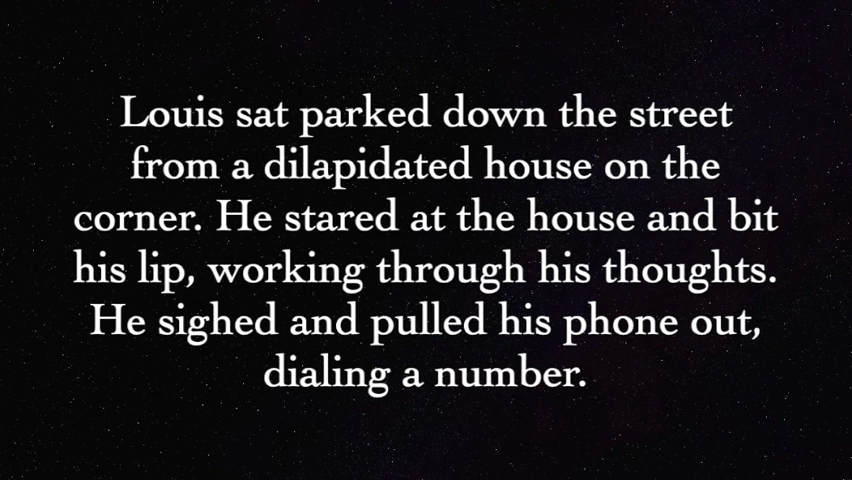 Louis sat parked down the street
from a dilapidated house on the
corner. He stared at the house and bit
his lip, working through his thoughts.
He sighed and pulled his phone out,
dialing a number.